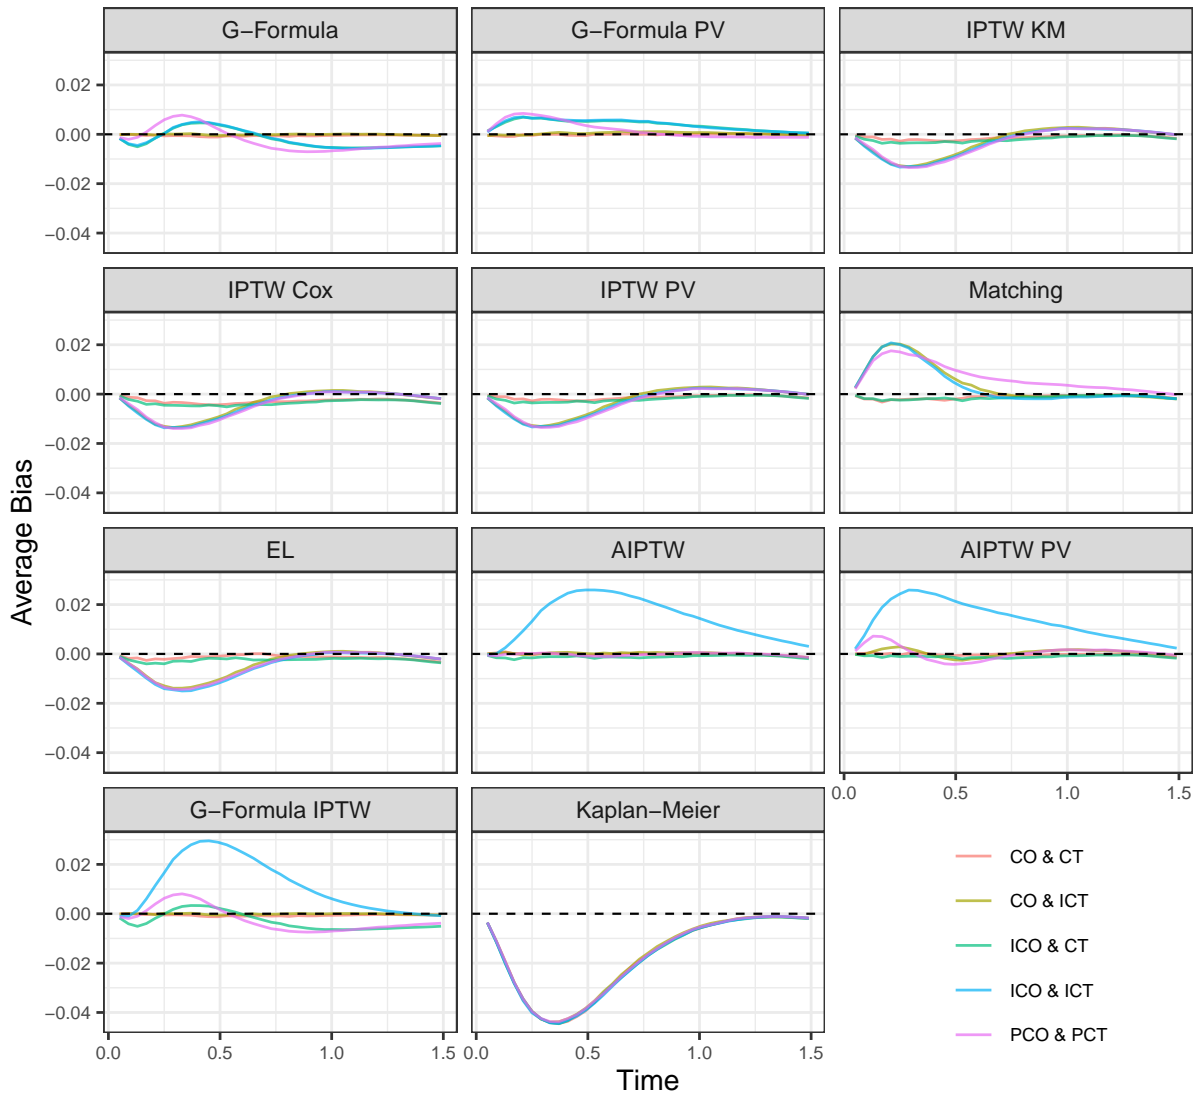 G−Formula
G−Formula PV
IPTW KM
0.02
0.00
−0.02
−0.04
IPTW Cox
IPTW PV
Matching
0.02
0.00
−0.02
−0.04
EL
AIPTW
AIPTW PV
0.02
0.00
−0.02
−0.04
0.0 0.5 1.0 1.5
G−Formula IPTW
Kaplan−Meier
0.02
0.00
−0.02
−0.04
0.0 0.5 1.0 1.5
0.0 0.5 1.0 1.5
Average Bias
Time
CO & CT
CO & ICT
ICO & CT
ICO & ICT
PCO & PCT